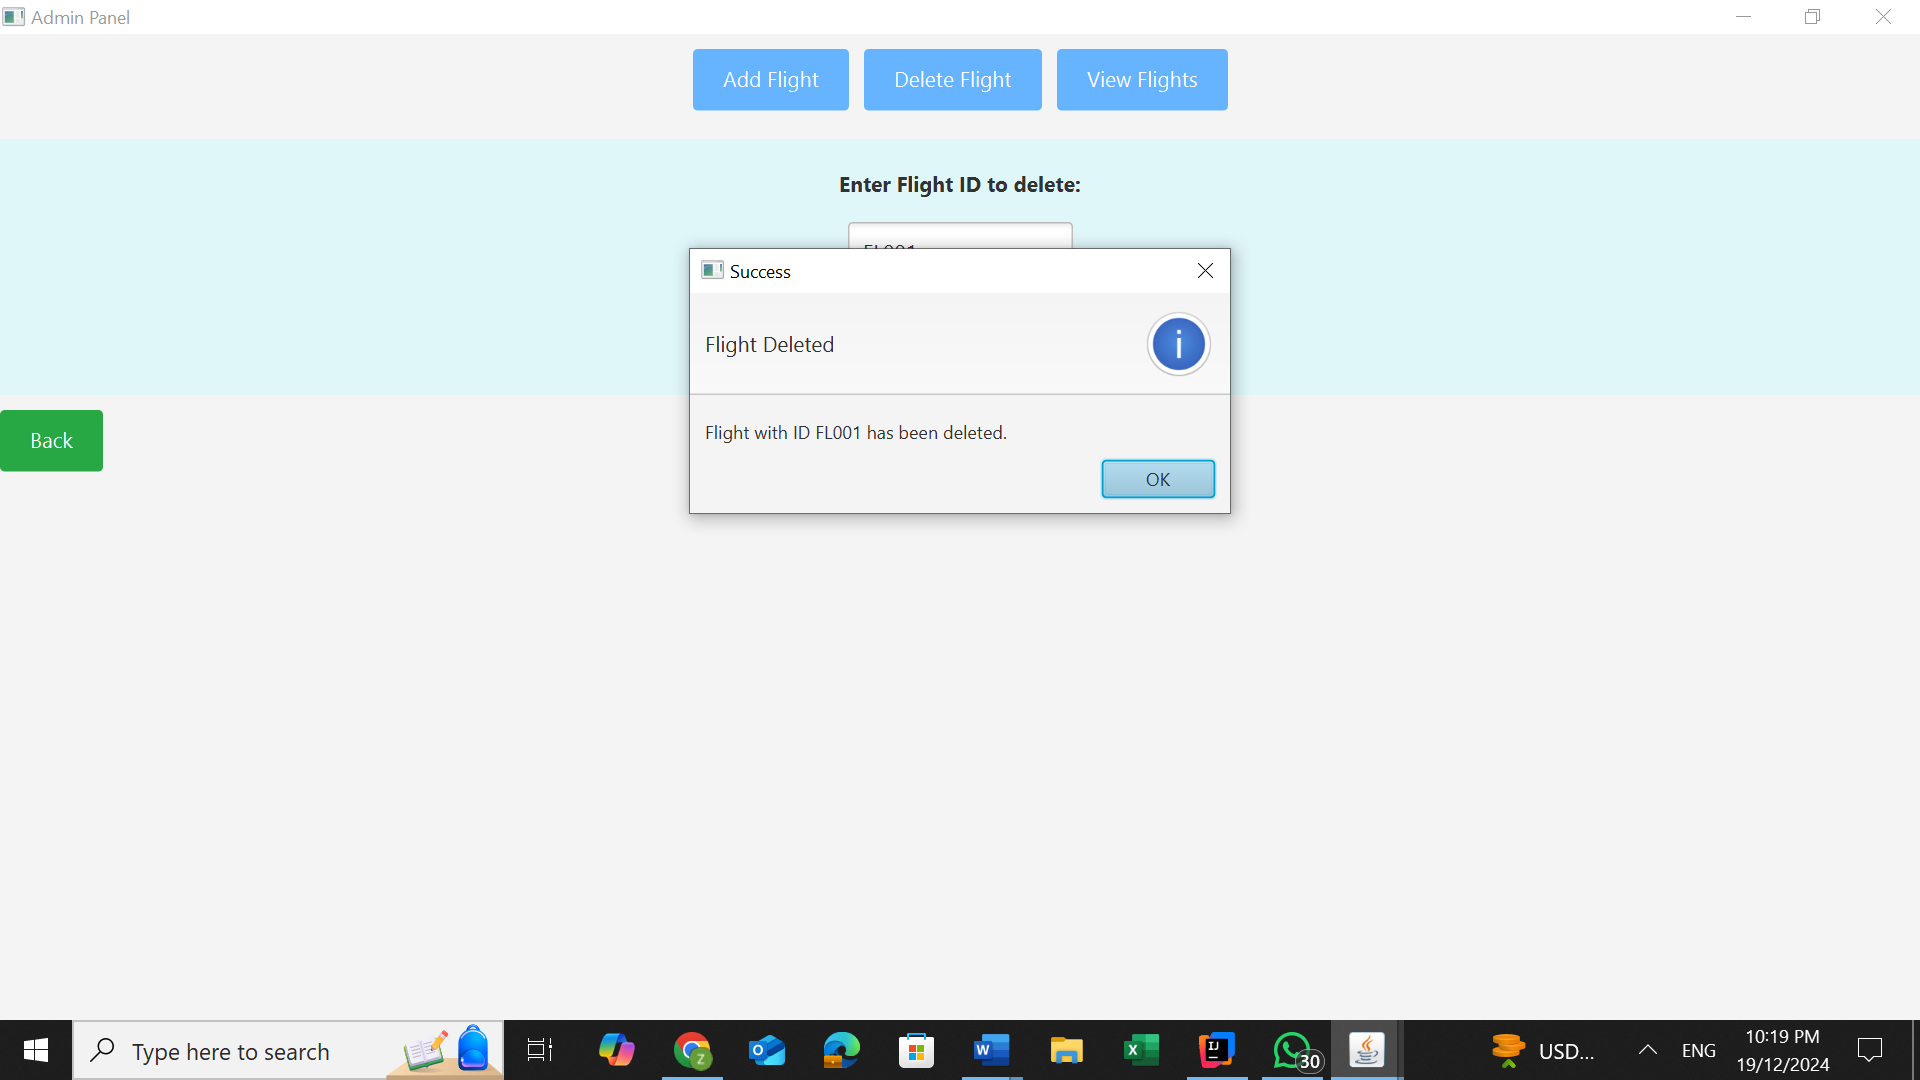 Admin Panel
Add Flight
Delete Flight
View Flights
Enter Flight ID to delete:
FL001
Success
Flight Deleted
i
Flight with ID FL001 has been deleted.
OK
Back
Type here to search
Z
W
X
IJ
30
USD...
ENG
10:19 PM
19/12/2024